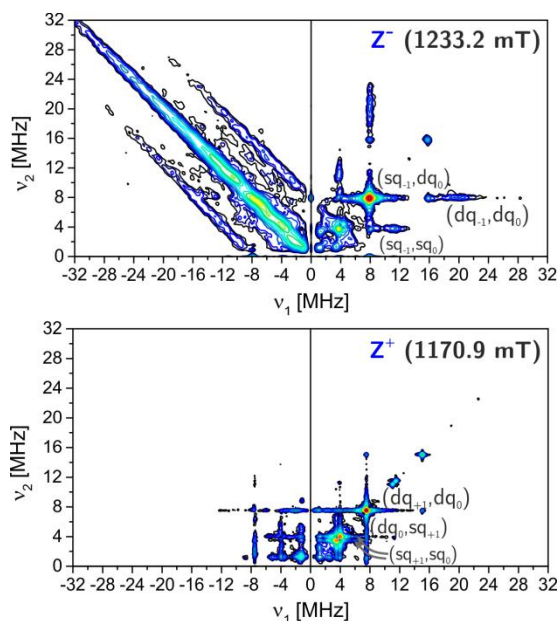 Z⁻ (1233.2 mT)
32
28
24
20
16
12
8
4
0
ν₂ [MHz]
(sq₋₁,dq₀)
(dq₋₁,dq₀)
(sq₋₁,sq₀)
-32 -28 -24 -20 -16 -12 -8 -4 0 4 8 12 16 20 24 28 32
ν₁ [MHz]
Z⁺ (1170.9 mT)
32
28
24
20
16
12
8
4
0
ν₂ [MHz]
(dq₊₁,dq₀)
(dq₀,sq₊₁)
(sq₊₁,sq₀)
-32 -28 -24 -20 -16 -12 -8 -4 0 4 8 12 16 20 24 28 32
ν₁ [MHz]